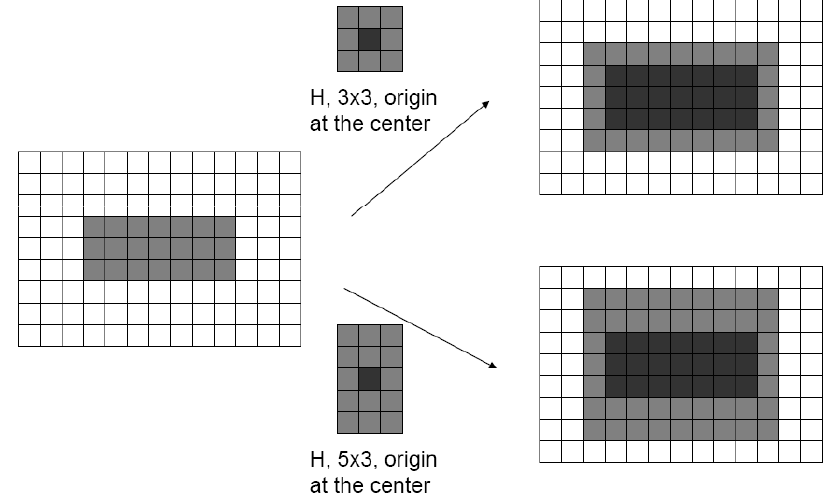 H, 3x3, origin
at the center
H, 5x3, origin
at the center